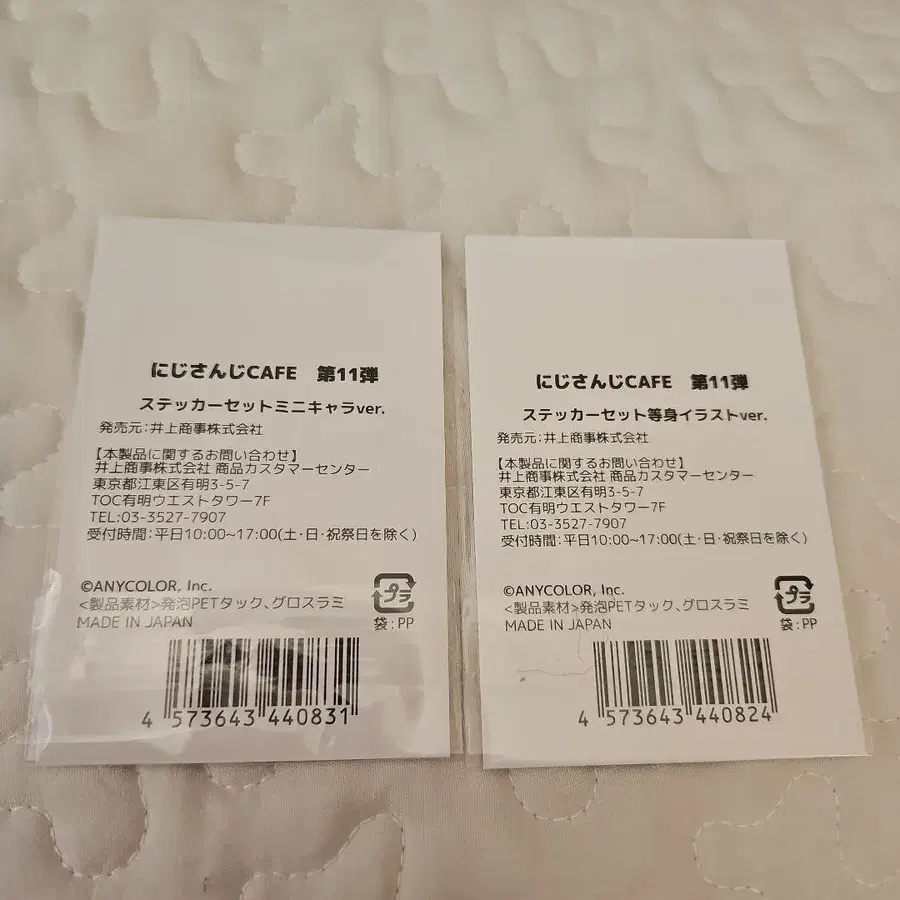 にじさんじCAFE　第11弾
ステッカーセットミニキャラver.
発売元：井上商事株式会社
【本製品に関するお問い合わせ】
井上商事株式会社 商品カスタマーセンター
東京都江東区有明3-5-7
TOC有明ウエストタワー7F
TEL:03-3527-7907
受付時間：平日10:00~17:00(土・日・祝祭日を除く)
©ANYCOLOR, Inc.
<製品素材>発泡PETタック、グロスラミ
MADE IN JAPAN
プラ
袋：PP
4 573643 440831
にじさんじCAFE　第11弾
ステッカーセット等身イラストver.
発売元：井上商事株式会社
【本製品に関するお問い合わせ】
井上商事株式会社 商品カスタマーセンター
東京都江東区有明3-5-7
TOC有明ウエストタワー7F
TEL:03-3527-7907
受付時間：平日10:00~17:00(土・日・祝祭日を除く)
©ANYCOLOR, Inc.
<製品素材>発泡PETタック、グロスラミ
MADE IN JAPAN
プラ
袋：PP
4 573643 440824